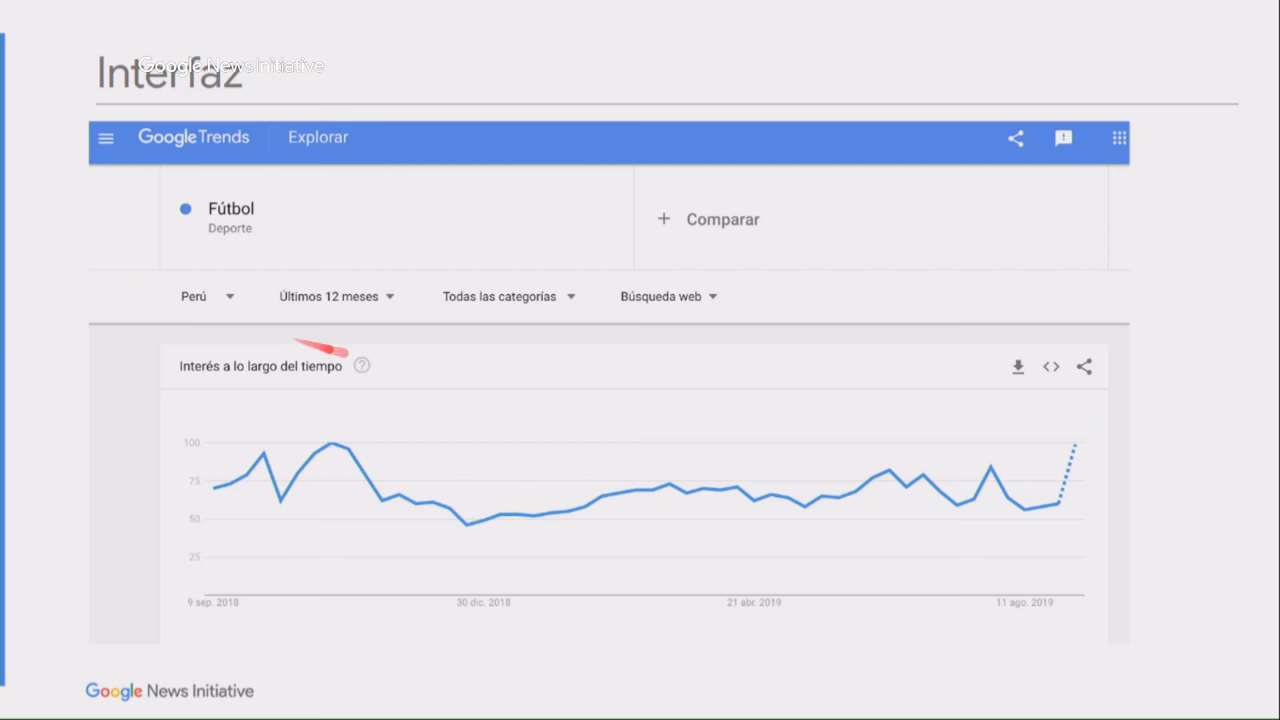 Interfaz
Google News Initiative
Google Trends Explorar
Fútbol
Deporte
+ Comparar
Perú Últimos 12 meses Todas las categorías Búsqueda web
Interés a lo largo del tiempo ?
100
75
50
25
9 sep. 2018 30 dic. 2018 21 abr. 2019 11 ago. 2019
Google News Initiative